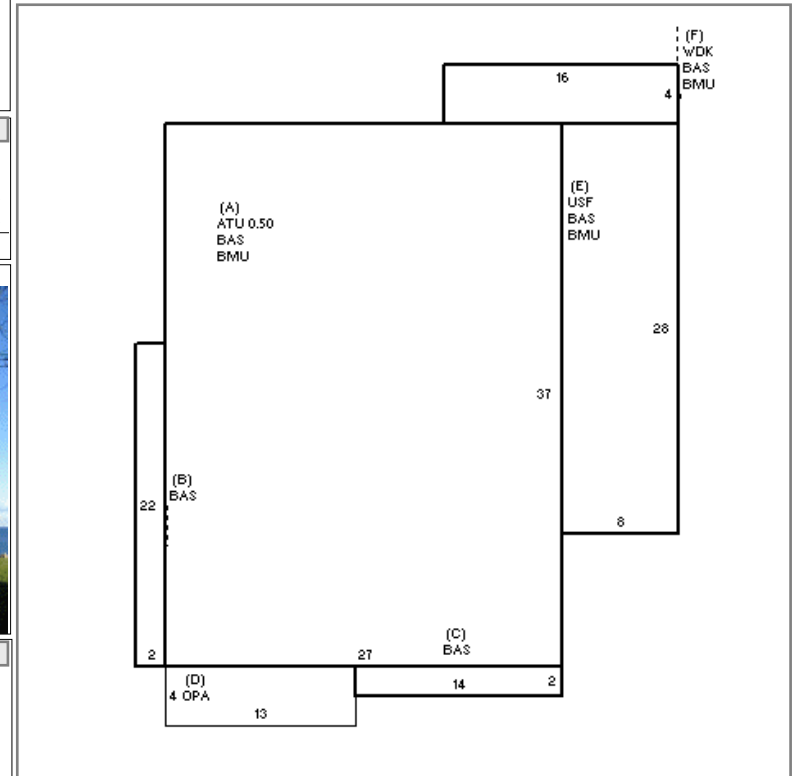 (F)
WDK
BAS
BMU
16
4
(E)
USF
BAS
BMU
(A)
ATU 0.50
BAS
BMU
28
37
(B)
BAS
22
8
(C)
BAS
2
27
(D)
4 OPA
14
2
13